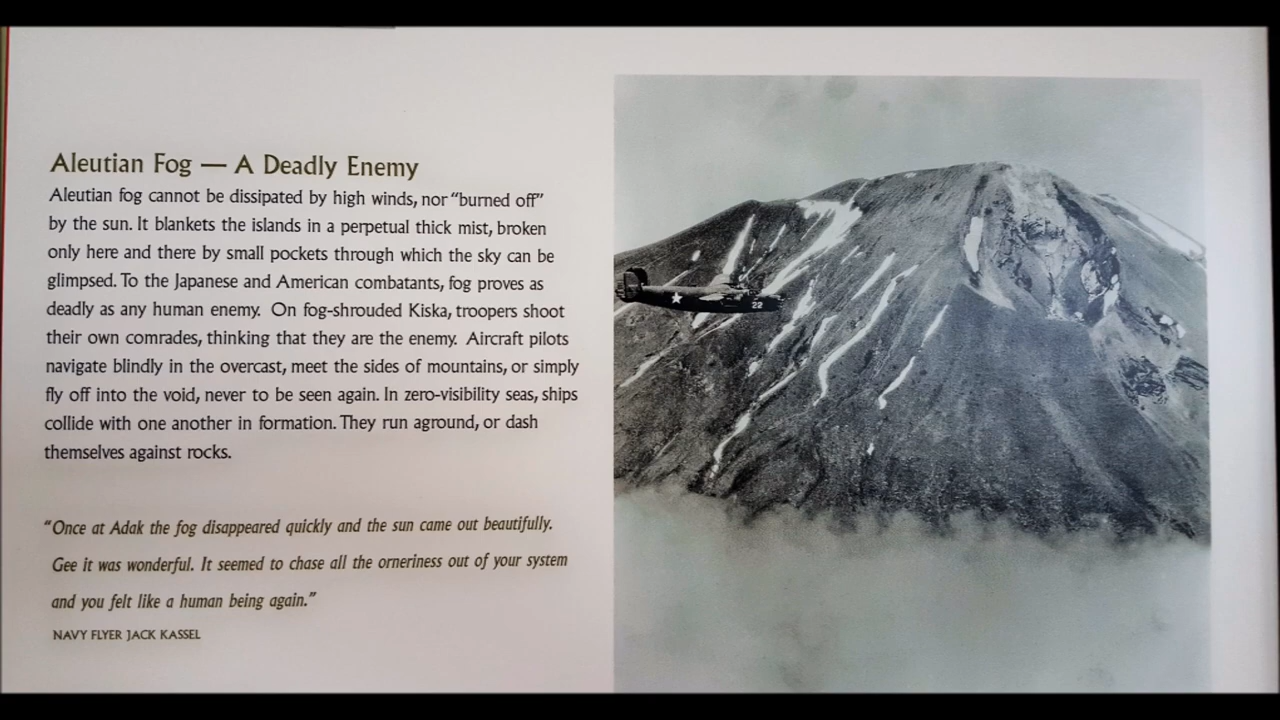 Aleutian Fog — A Deadly Enemy
Aleutian fog cannot be dissipated by high winds, nor “burned off”
by the sun. It blankets the islands in a perpetual thick mist, broken
only here and there by small pockets through which the sky can be
glimpsed. To the Japanese and American combatants, fog proves as
deadly as any human enemy. On fog-shrouded Kiska, troopers shoot
their own comrades, thinking that they are the enemy. Aircraft pilots
navigate blindly in the overcast, meet the sides of mountains, or simply
fly off into the void, never to be seen again. In zero-visibility seas, ships
collide with one another in formation. They run aground, or dash
themselves against rocks.
“Once at Adak the fog disappeared quickly and the sun came out beautifully.
Gee it was wonderful. It seemed to chase all the orneriness out of your system
and you felt like a human being again.”
NAVY FLYER JACK KASSEL
22